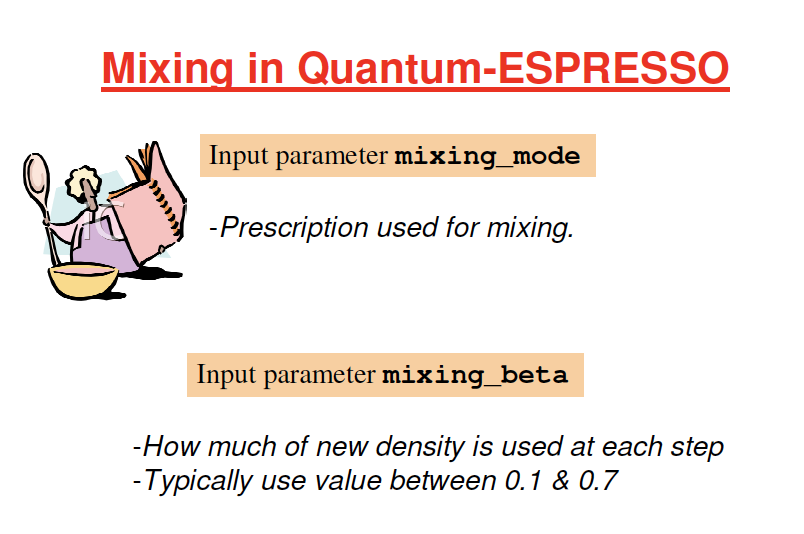 Mixing in Quantum-ESPRESSO
Input parameter mixing_mode
-Prescription used for mixing.
Input parameter mixing_beta
-How much of new density is used at each step
-Typically use value between 0.1 & 0.7